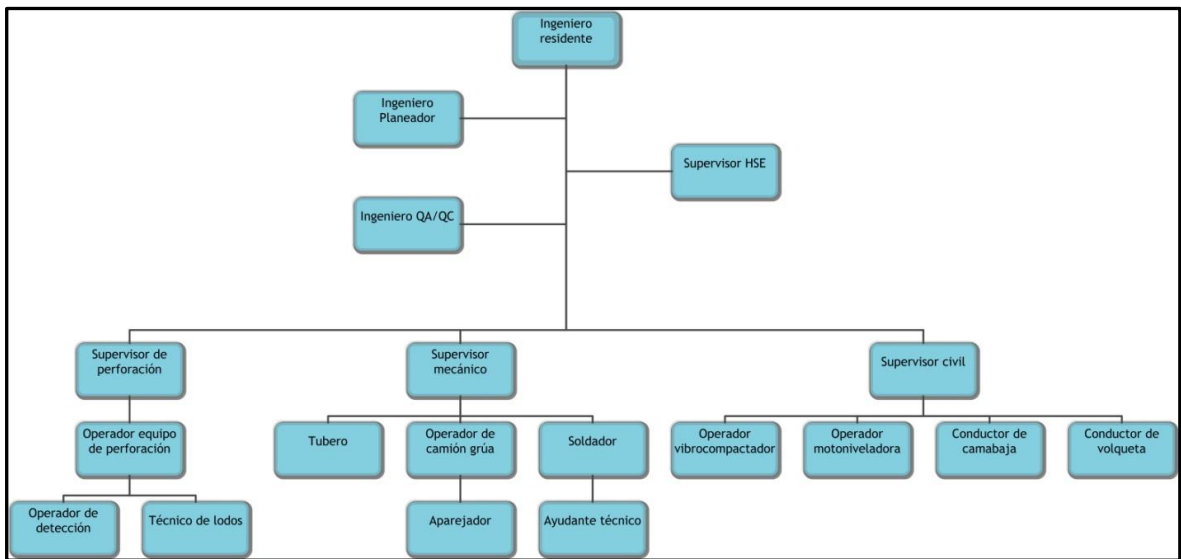 Ingeniero
residente
Ingeniero
Planeador
Supervisor HSE
Ingeniero QA/QC
Supervisor de
perforación
Supervisor
mecánico
Supervisor civil
Operador equipo
de perforación
Tubero
Operador de
camión grúa
Soldador
Operador
vibrocompactador
Operador
motoniveladora
Conductor de
camabaja
Conductor de
volqueta
Operador de
detección
Técnico de lodos
Aparejador
Ayudante técnico